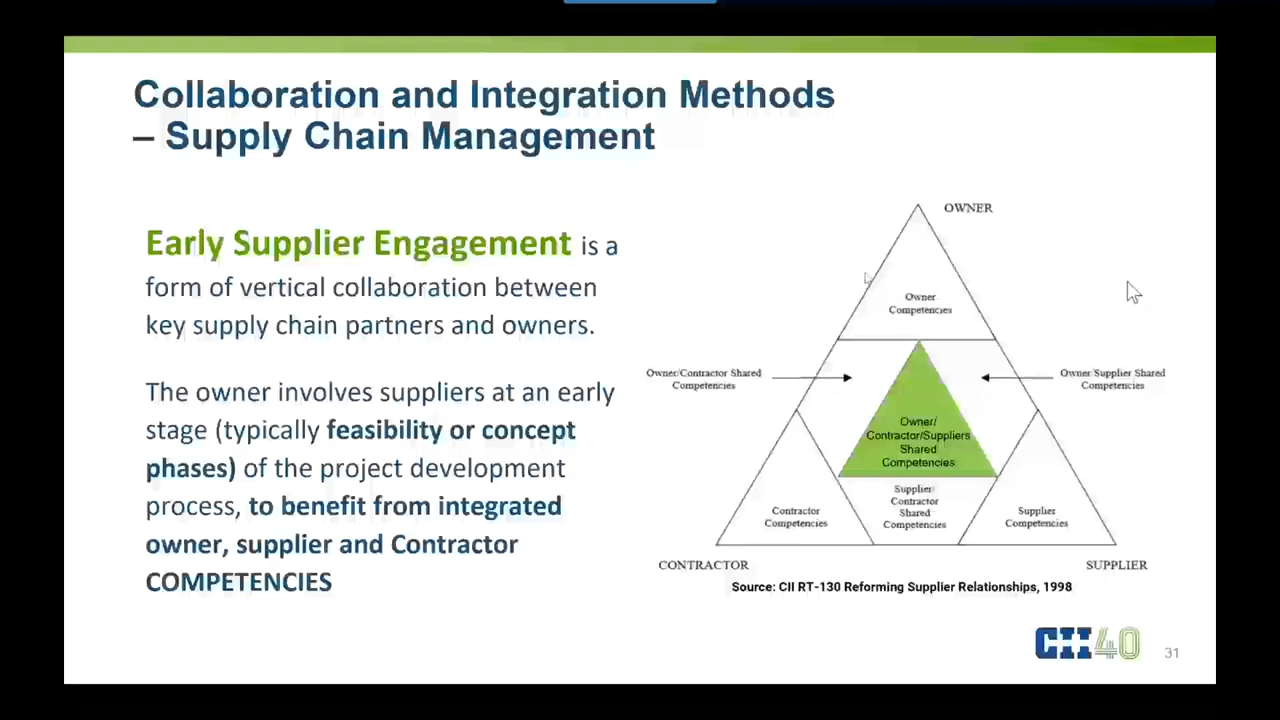 Collaboration and Integration Methods
– Supply Chain Management
Early Supplier Engagement is a
form of vertical collaboration between
key supply chain partners and owners.
The owner involves suppliers at an early
stage (typically feasibility or concept
phases) of the project development
process, to benefit from integrated
owner, supplier and Contractor
COMPETENCIES
OWNER
Owner
Competencies
Owner/Contractor Shared
Competencies
Owner/Supplier Shared
Competencies
Owner/
Contractor/Suppliers
Shared
Competencies
Supplier/
Contractor
Shared
Competencies
Contractor
Competencies
Supplier
Competencies
CONTRACTOR
SUPPLIER
Source: CII RT-130 Reforming Supplier Relationships, 1998
CII 40
31